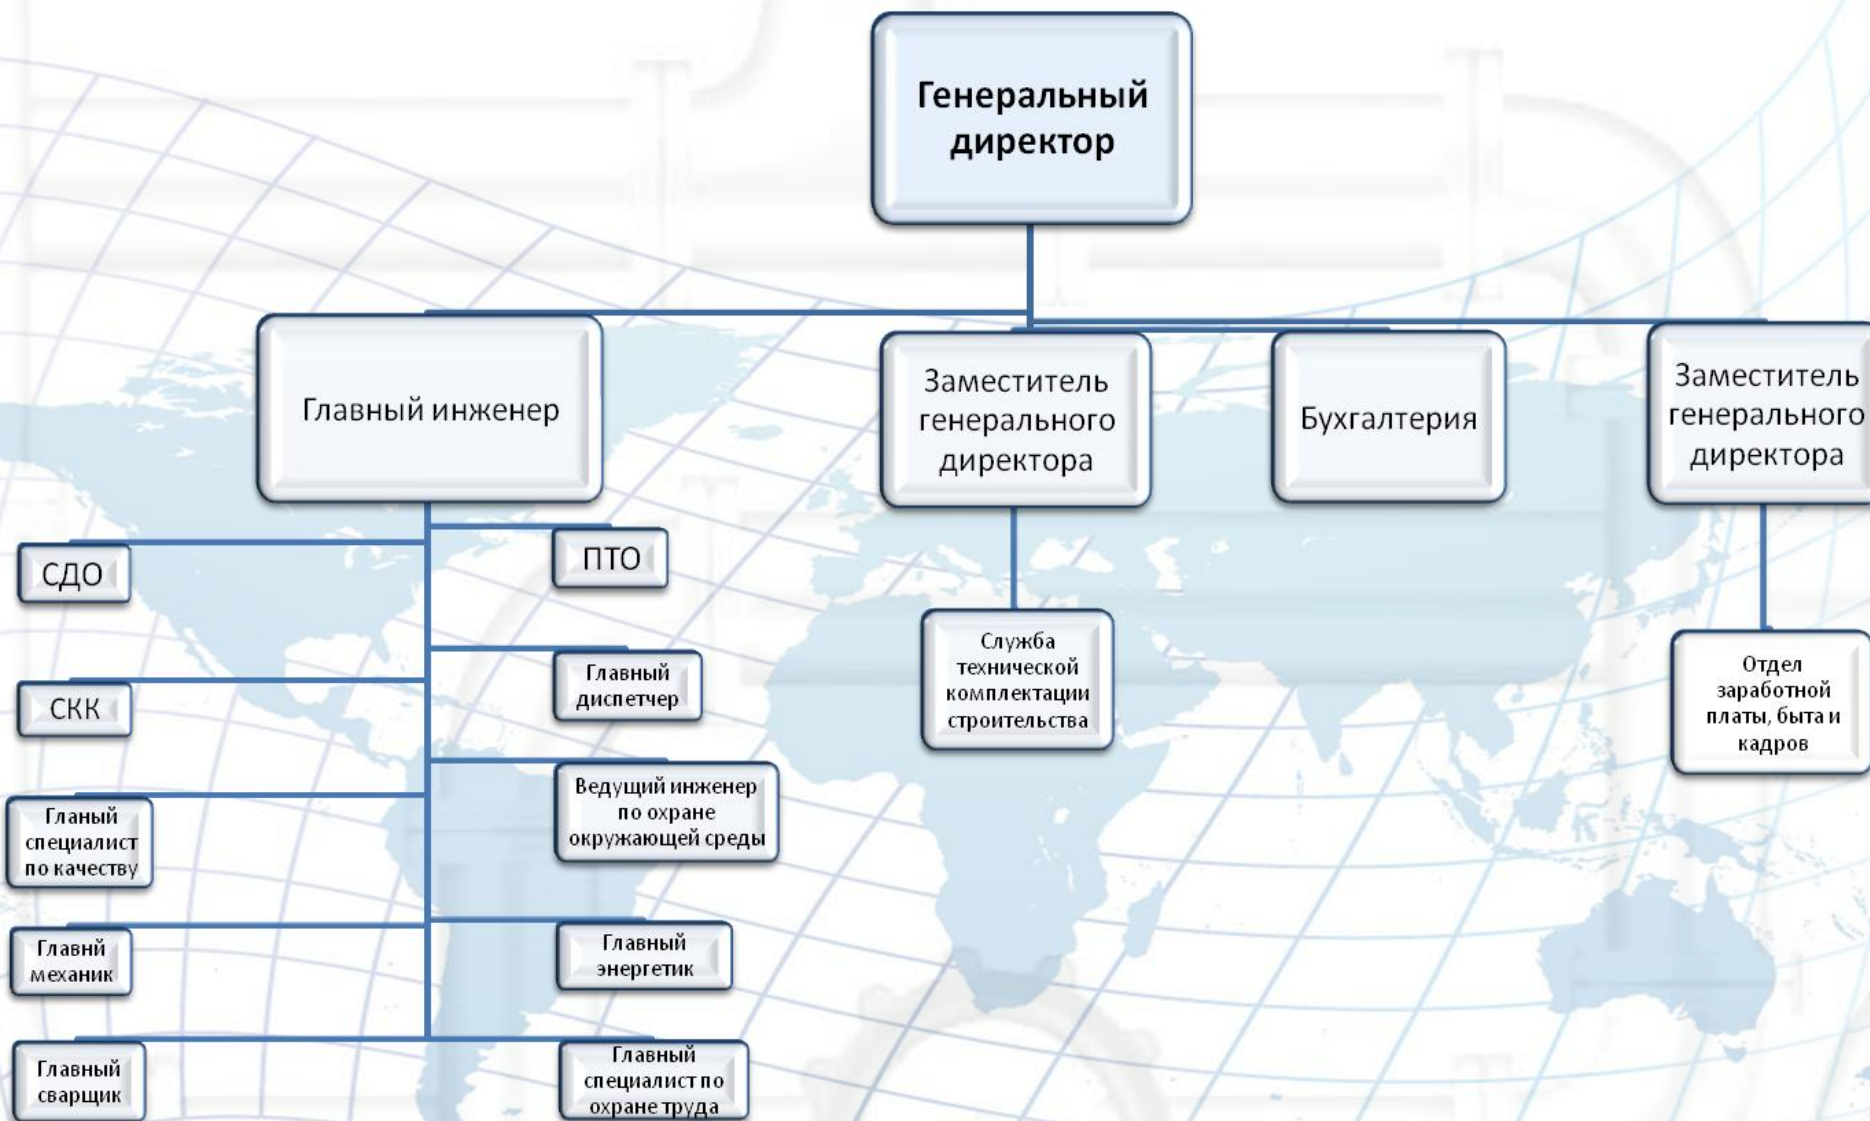 Генеральный
директор
Главный инженер
Заместитель
генерального
директора
Бухгалтерия
Заместитель
генерального
директора
СДО
ПТО
СКК
Главный
диспетчер
Гланый
специалист
по качеству
Ведущий инженер
по охране
окружающей среды
Главнй
механик
Главный
энергетик
Главный
сварщик
Главный
специалист по
охране труда
Служба
технической
комплектации
строительства
Отдел
заработной
платы, быта и
кадров